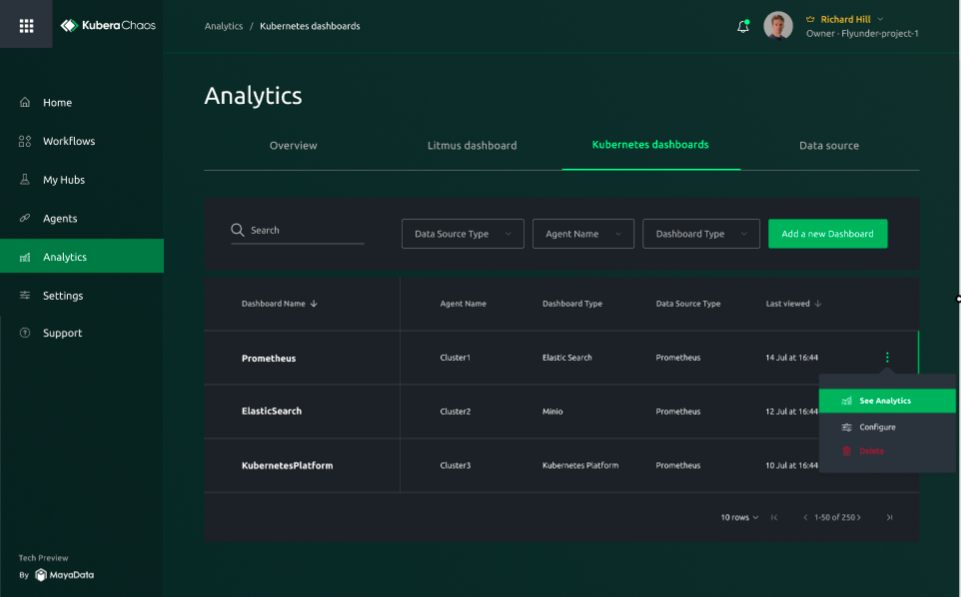 Kubera Chaos
Analytics / Kubernetes dashboards
Richard Hill
Owner - Flyunder-project-1
Home
Workflows
My Hubs
Agents
Analytics
Settings
Support
Tech Preview
By MayaData
Analytics
Overview Litmus dashboard Kubernetes dashboards Data source
Search Data Source Type Agent Name Dashboard Type Add a new Dashboard
Dashboard Name Agent Name Dashboard Type Data Source Type Last viewed
Prometheus Cluster1 Elastic Search Prometheus 14 Jul at 16:44
ElasticSearch Cluster2 Minio Prometheus 12 Jul at 16:44
KubernetesPlatform Cluster3 Kubernetes Platform Prometheus 10 Jul at 16:44
See Analytics
Configure
Delete
10 rows 1-50 of 250